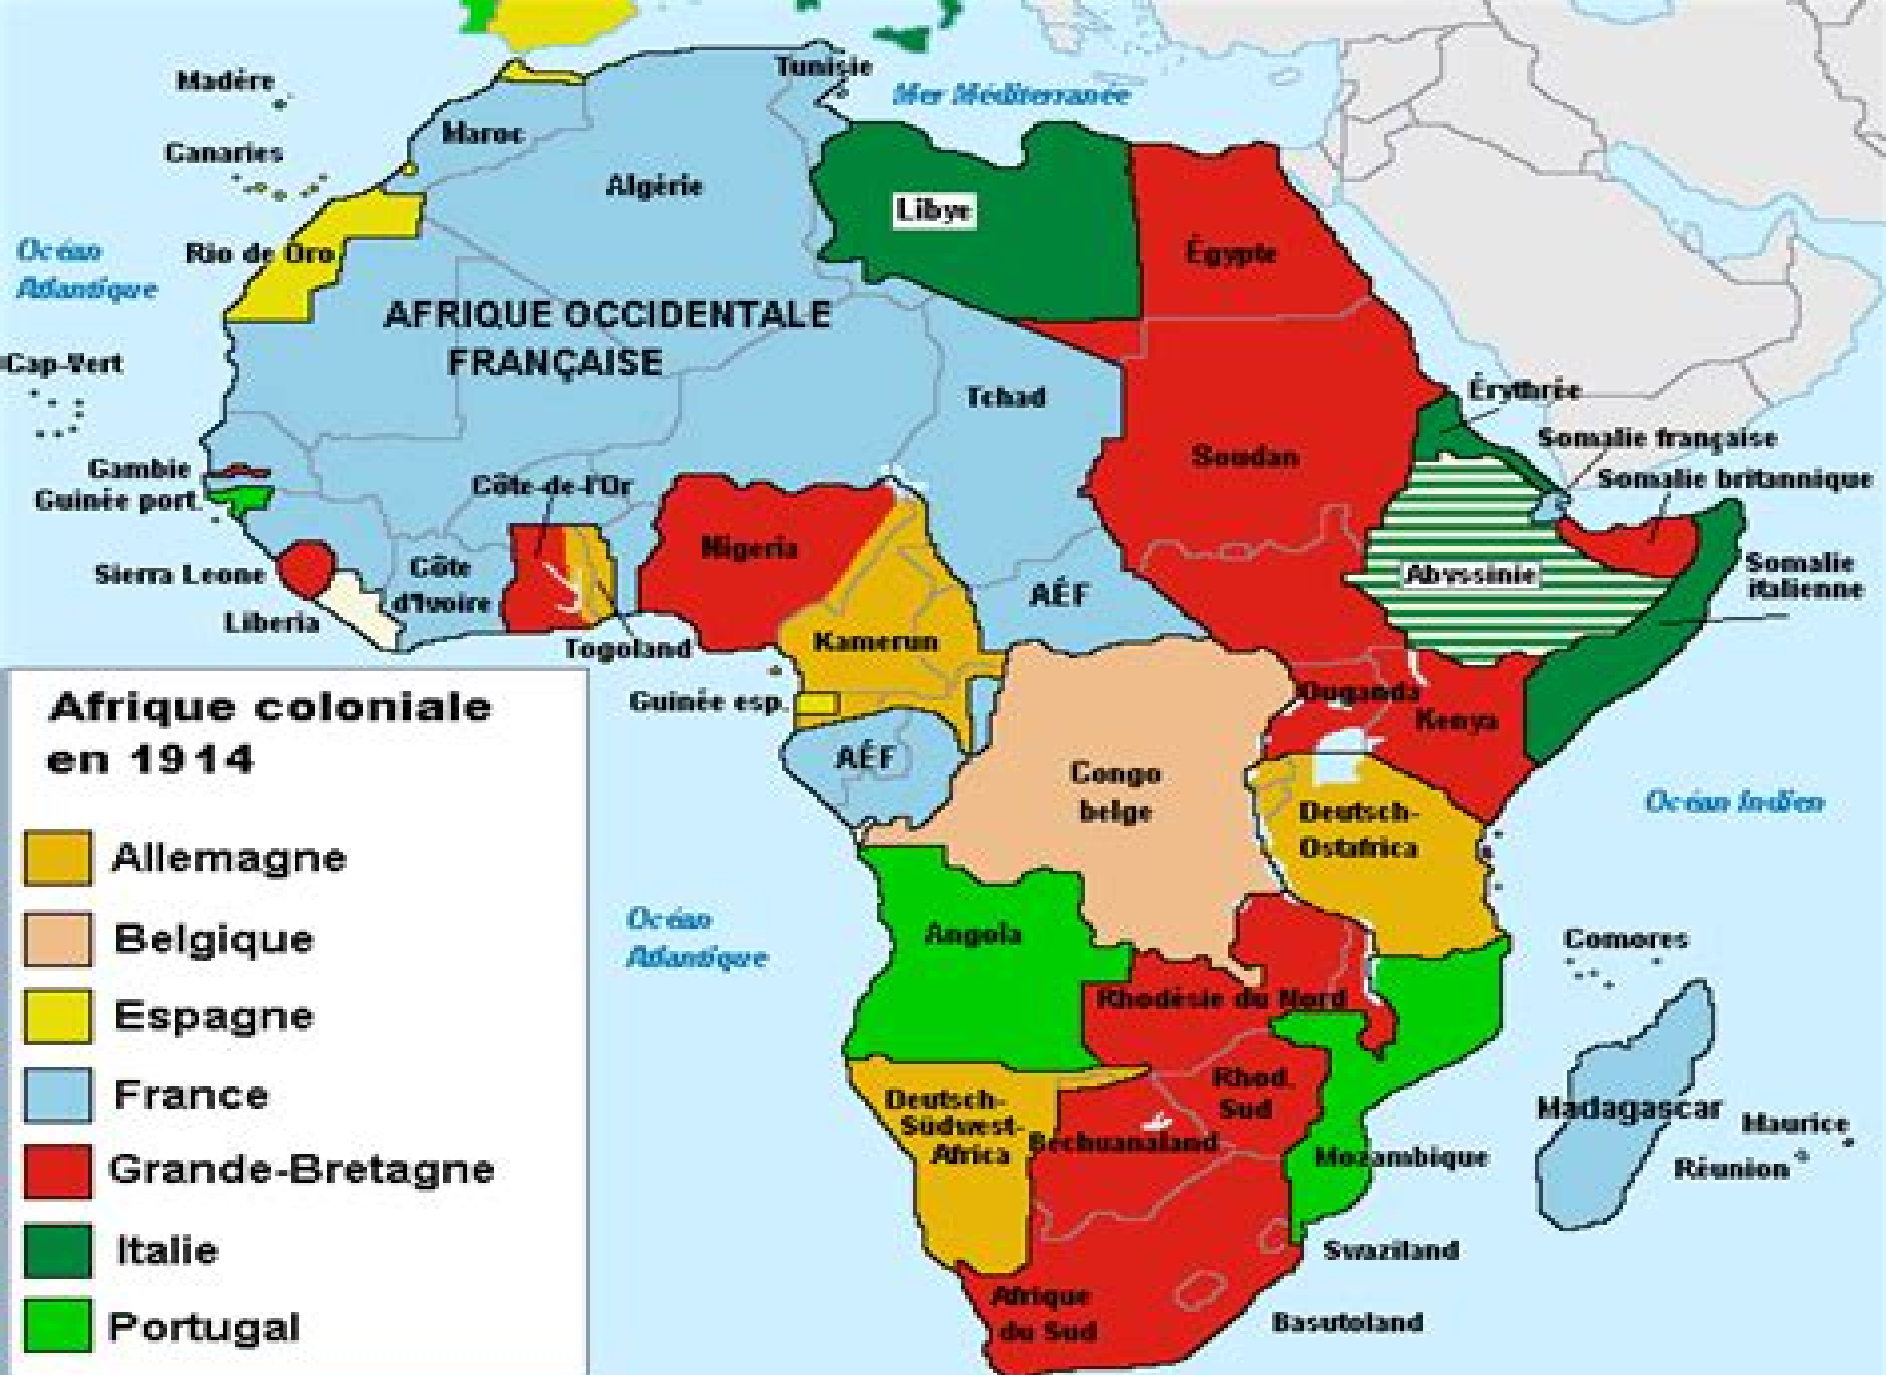 Madère
Tunisie
Mer Méditerranée
Maroc
Canaries
Algérie
Libye
Océan
Atlantique
Rio de Oro
Égypte
AFRIQUE OCCIDENTALE
FRANÇAISE
Cap-Vert
Tchad
Érythrée
Somalie française
Soudan
Gambie
Côte-de-l'Or
Somalie britannique
Guinée port.
Nigeria
Sierra Leone
Côte
d'Ivoire
AÉF
Abyssinie
Somalie
italienne
Liberia
Togoland
Kamerun
Guinée esp.
Ouganda
Kenya
AÉF
Congo
belge
Deutsch-
Ostafrica
Océan Indien
Océan
Atlantique
Angola
Comores
Rhodésie du Nord
Rhod.
Sud
Deutsch-
Südwest-
Africa
Bechuanaland
Mozambique
Madagascar
Maurice
Réunion
Swaziland
Afrique
du Sud
Basutoland
Afrique coloniale
en 1914
Allemagne
Belgique
Espagne
France
Grande-Bretagne
Italie
Portugal